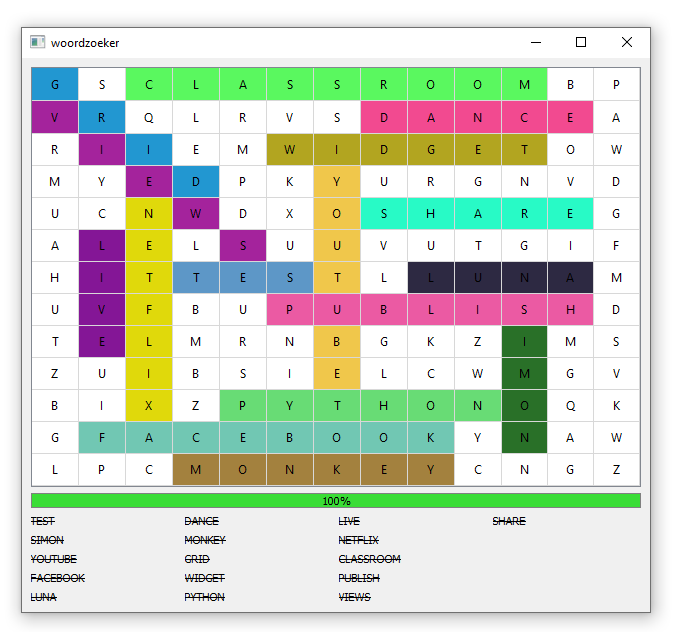 woordzoeker
G S C L A S S R O O M B P
V R Q L R V S D A N C E A
R I I E M W I D G E T O W
M Y E D P K Y U R G N V D
U C N W D X O S H A R E G
A L E L S U U V U T G I F
H I T T E S T L L U N A M
U V F B U P U B L I S H D
T E L M R N B G K Z I M S
Z U I B S I E L C W M G V
B I X Z P Y T H O N O Q K
G F A C E B O O K Y N A W
L P C M O N K E Y C N G Z
100%
TEST DANCE LIVE SHARE
SIMON MONKEY NETFLIX
YOUTUBE GRID CLASSROOM
FACEBOOK WIDGET PUBLISH
LUNA PYTHON VIEWS